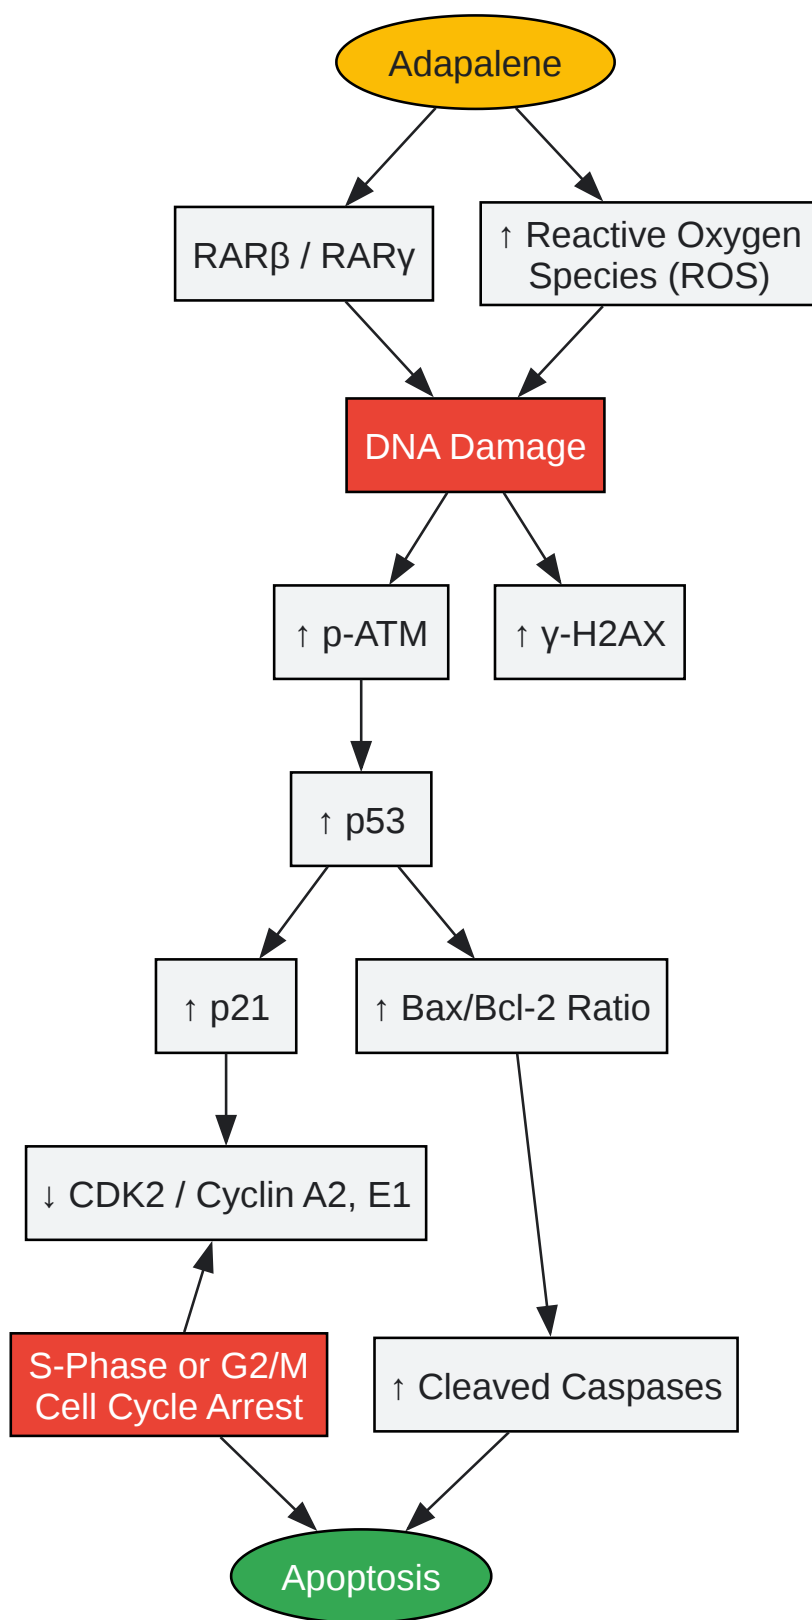 Adapalene
RARβ / RARγ
↑ Reactive Oxygen
Species (ROS)
DNA Damage
↑ p-ATM
↑ γ-H2AX
↑ p53
↑ p21
↑ Bax/Bcl-2 Ratio
↓ CDK2 / Cyclin A2, E1
S-Phase or G2/M
Cell Cycle Arrest
↑ Cleaved Caspases
Apoptosis